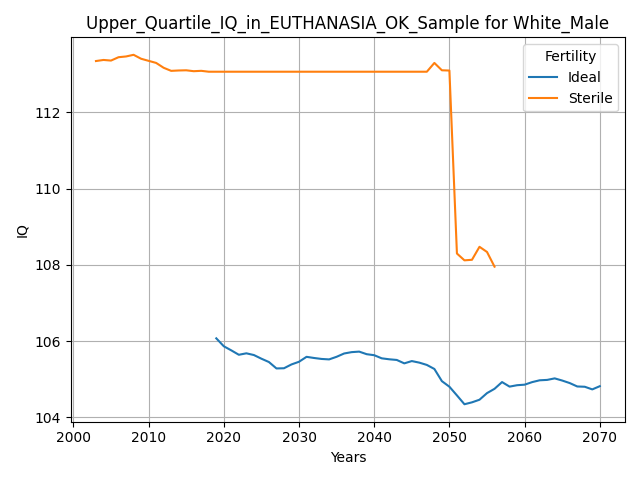 Upper_Quartile_IQ_in_EUTHANASIA_OK_Sample for White_Male
Fertility
Ideal
Sterile
IQ
112
110
108
106
104
2000
2010
2020
2030
2040
2050
2060
2070
Years